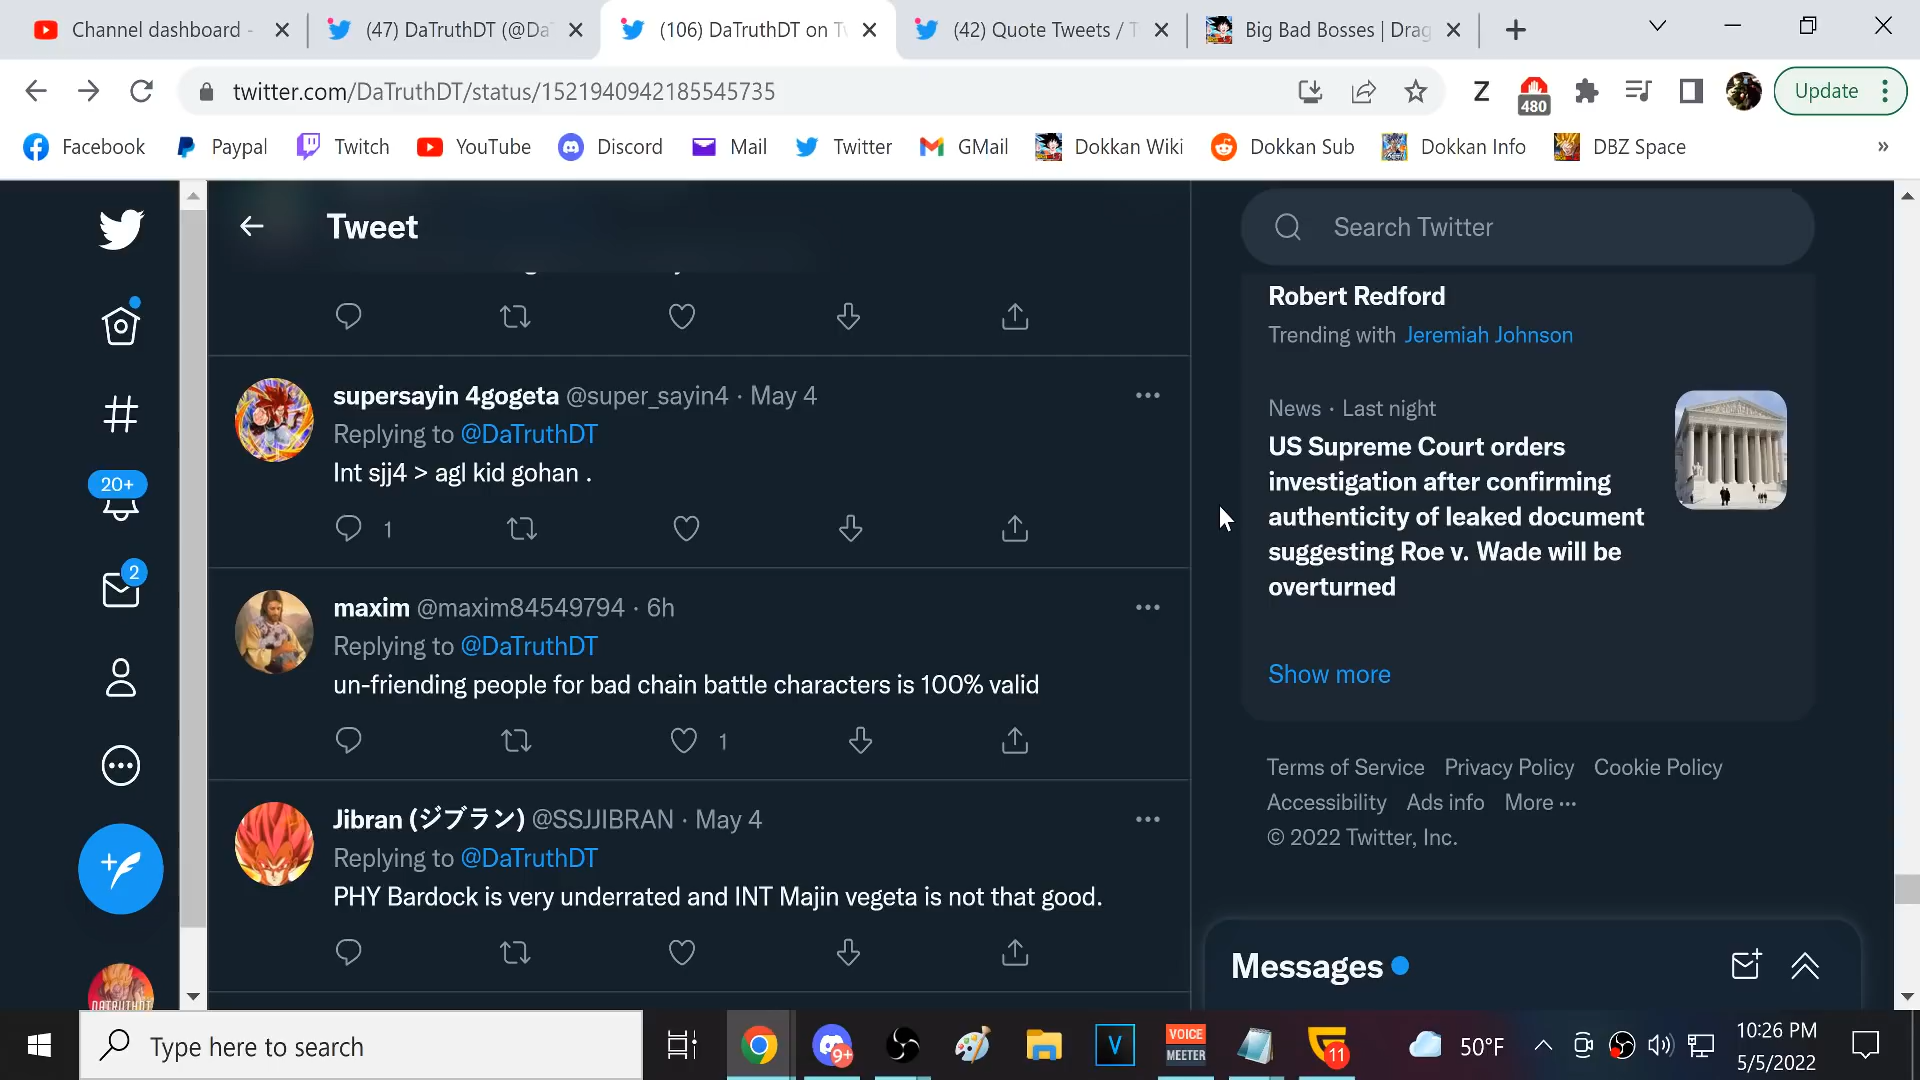 Channel dashboard -
(47) DaTruthDT (@Da
(106) DaTruthDT on Tw
(42) Quote Tweets / T
Big Bad Bosses | Drag
twitter.com/DaTruthDT/status/1521940942185545735
Z
480
Update
Facebook
Paypal
Twitch
YouTube
Discord
Mail
Twitter
GMail
Dokkan Wiki
Dokkan Sub
Dokkan Info
DBZ Space
»
Tweet
Search Twitter
20+
2
supersayin 4gogeta @super_sayin4 · May 4
Replying to @DaTruthDT
Int sjj4 > agl kid gohan .
1
maxim @maxim84549794 · 6h
Replying to @DaTruthDT
un-friending people for bad chain battle characters is 100% valid
1
Jibran (ジブラン) @SSJJIBRAN · May 4
Replying to @DaTruthDT
PHY Bardock is very underrated and INT Majin vegeta is not that good.
Robert Redford
Trending with Jeremiah Johnson
News · Last night
US Supreme Court orders
investigation after confirming
authenticity of leaked document
suggesting Roe v. Wade will be
overturned
Show more
Terms of Service Privacy Policy Cookie Policy
Accessibility Ads info More ···
© 2022 Twitter, Inc.
Messages
DATRUTHDT
Type here to search
9+
V
VOICE
MEETER
11
50°F
10:26 PM
5/5/2022